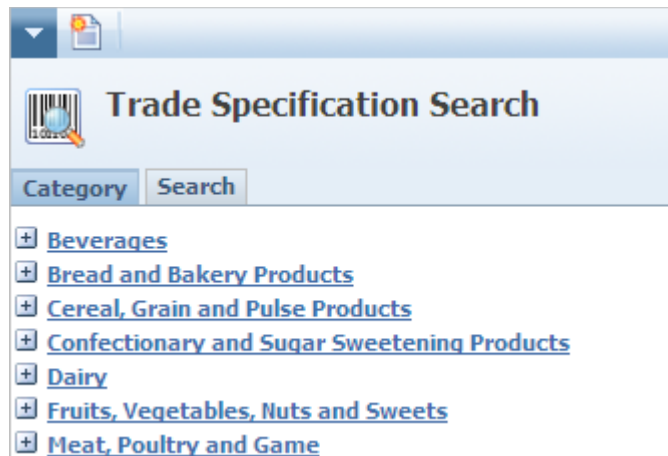 Trade Specification Search
Category Search
Beverages
Bread and Bakery Products
Cereal, Grain and Pulse Products
Confectionary and Sugar Sweetening Products
Dairy
Fruits, Vegetables, Nuts and Sweets
Meat, Poultry and Game